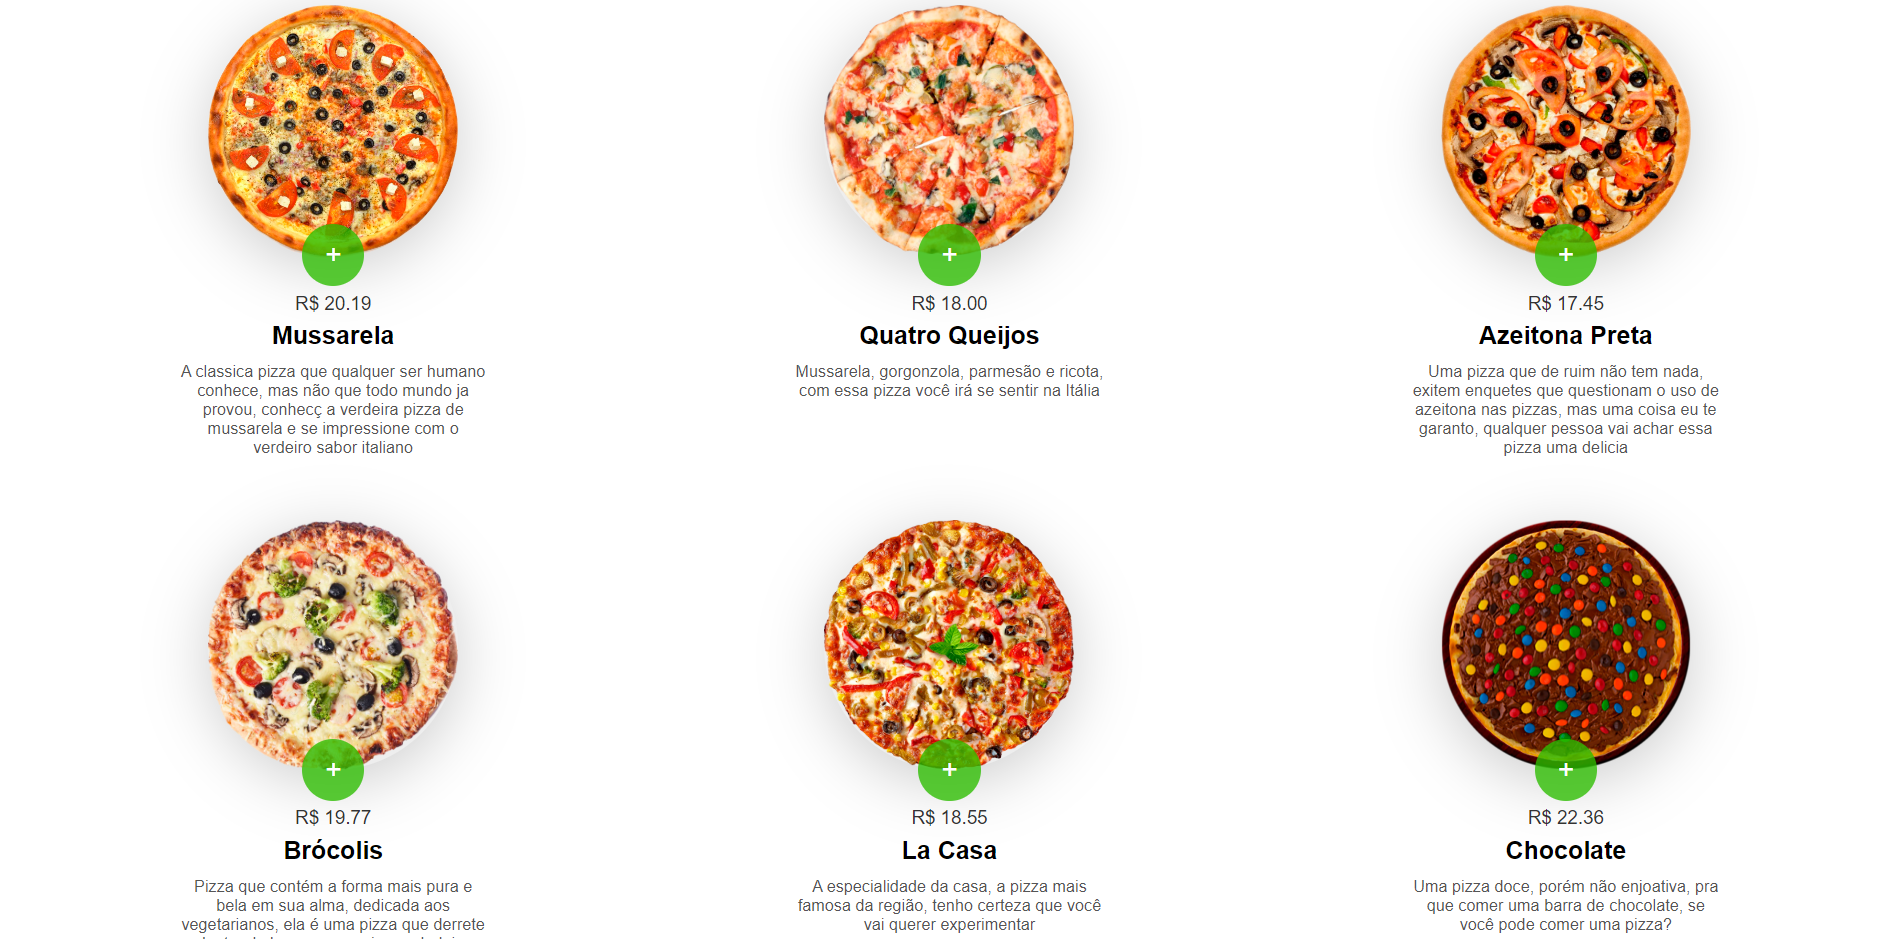 +
R$ 20.19
Mussarela
A classica pizza que qualquer ser humano
conhece, mas não que todo mundo ja
provou, conhecç a verdeira pizza de
mussarela e se impressione com o
verdeiro sabor italiano
+
R$ 18.00
Quatro Queijos
Mussarela, gorgonzola, parmesão e ricota,
com essa pizza você irá se sentir na Itália
+
R$ 17.45
Azeitona Preta
Uma pizza que de ruim não tem nada,
exitem enquetes que questionam o uso de
azeitona nas pizzas, mas uma coisa eu te
garanto, qualquer pessoa vai achar essa
pizza uma delicia
+
R$ 19.77
Brócolis
Pizza que contém a forma mais pura e
bela em sua alma, dedicada aos
vegetarianos, ela é uma pizza que derrete
+
R$ 18.55
La Casa
A especialidade da casa, a pizza mais
famosa da região, tenho certeza que você
vai querer experimentar
+
R$ 22.36
Chocolate
Uma pizza doce, porém não enjoativa, pra
que comer uma barra de chocolate, se
você pode comer uma pizza?